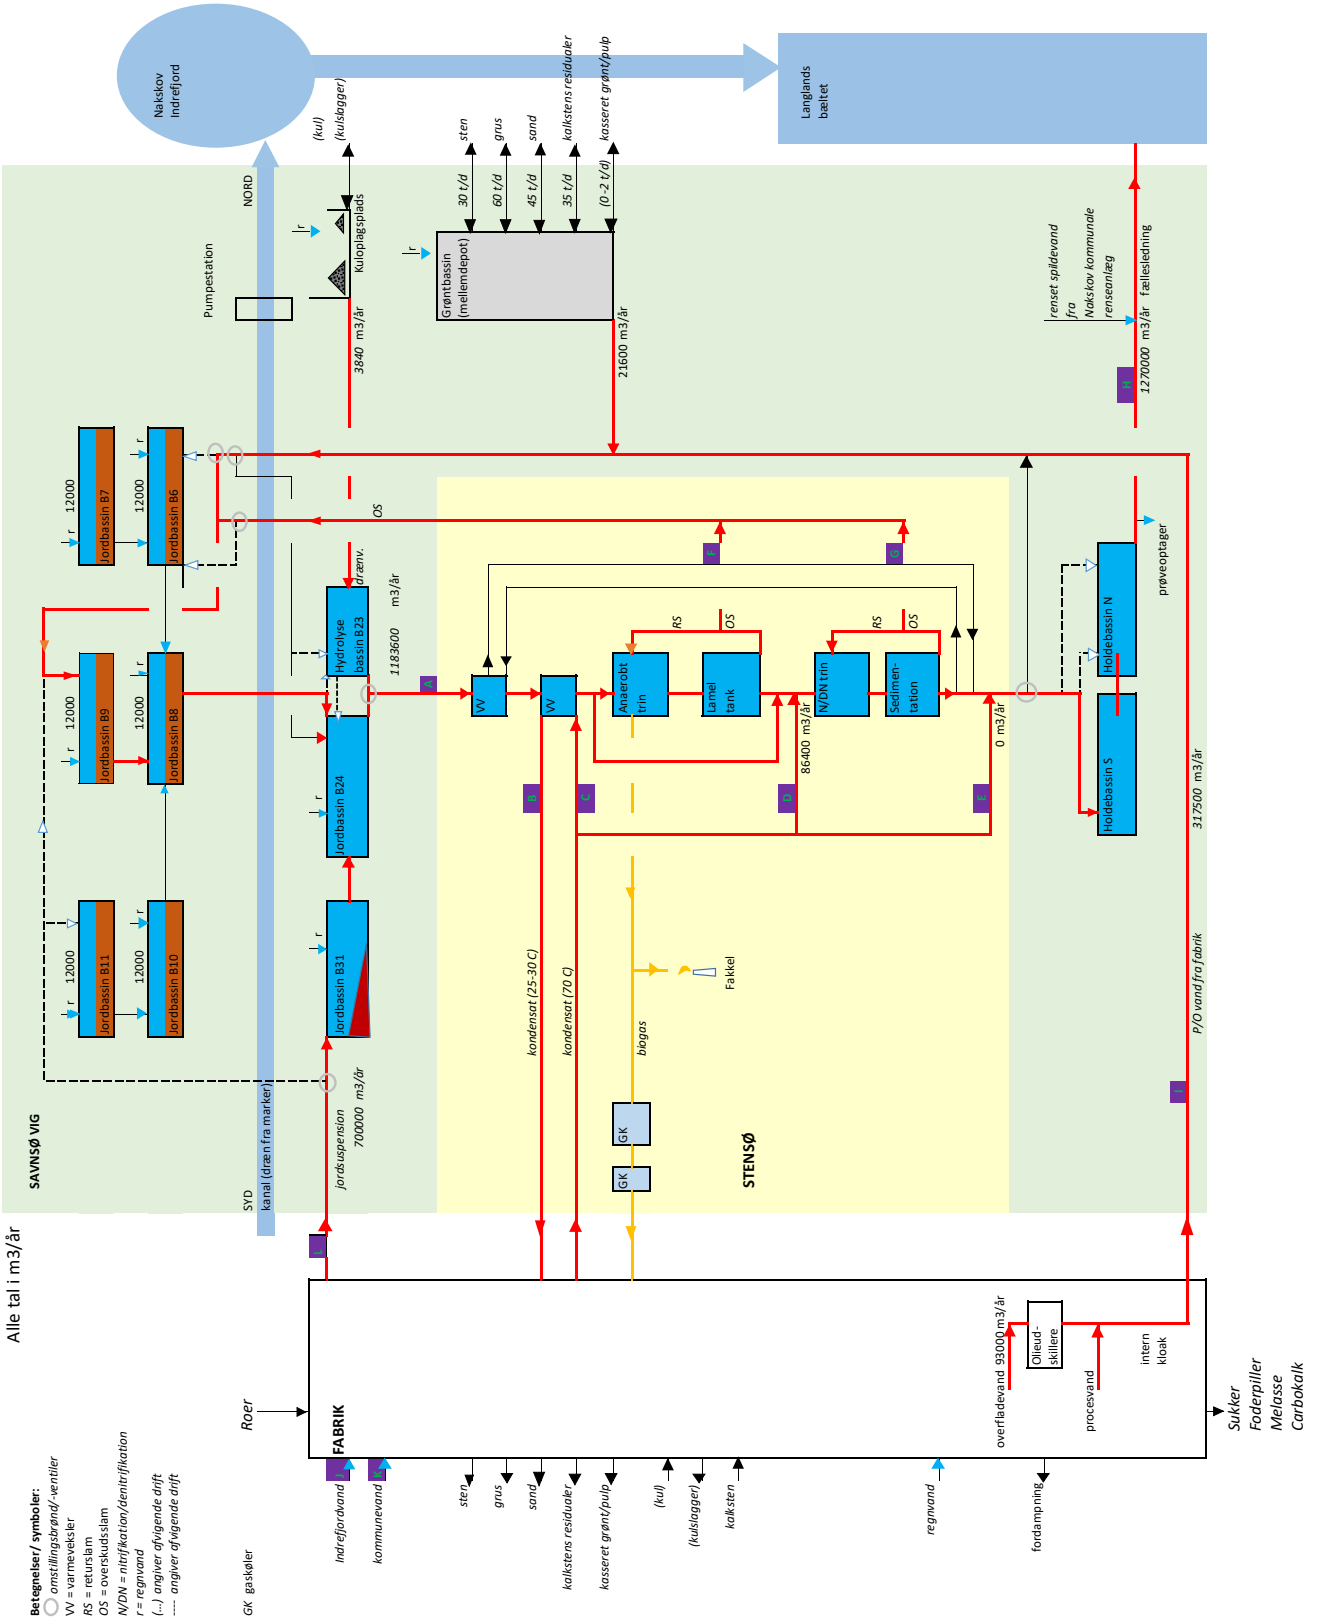 Alle tal i m3/år
Betegnelser/ symboler:
omstillingsbrønd/-ventiler
VV = varmeveksler
RS = returslam
OS = overskudsslam
N/DN = nitrifikation/denitrifikation
r = regnvand
(...) angiver afvigende drift
---- angiver afvigende drift
GK gaskøler
SAVNSØ VIG
SYD
kanal (dræn fra marker)
NORD
Pumpestation
Nakskov
Indrefjord
Langlands
bæltet
r 12000
Jordbassin B11
12000 r
Jordbassin B10
r 12000
Jordbassin B9
12000 r
Jordbassin B8
r 12000
Jordbassin B7
12000 r
Jordbassin B6
L
jordsuspension
700000 m3/år
r
Jordbassin B31
r
Jordbassin B24
Hydrolyse
bassin B23
drænv.
1183600 m3/år
OS
3840 m3/år
r
Kuloplagsplads
(kul)
(kulslagger)
r
Grøntbassin
(mellemdepot)
21600 m3/år
30 t/d sten
60 t/d grus
45 t/d sand
35 t/d kalkstens residualer
(0-2 t/d) kasseret grønt/pulp
A
VV
VV
B
C
kondensat (25-30 C)
kondensat (70 C)
Anaerobt
trin
Lamel
tank
RS
OS
F
N/DN trin
Sedimen-
tation
RS
OS
G
D
86400 m3/år
E
0 m3/år
biogas
Fakkel
GK
GK
STENSØ
Holdebassin S
Holdebassin N
prøveoptager
H
1270000 m3/år fællesledning
renset spildevand
fra
Nakskov kommunale
renseanlæg
I
P/O vand fra fabrik
317500 m3/år
Roer
FABRIK
J
Indrefjordvand
K
kommunevand
sten
grus
sand
kalkstens residualer
kasseret grønt/pulp
(kul)
(kulslagger)
kalksten
regnvand
fordampning
overfladevand 93000 m3/år
Olieud-
skillere
procesvand
intern
kloak
Sukker
Foderpiller
Melasse
Carbokalk